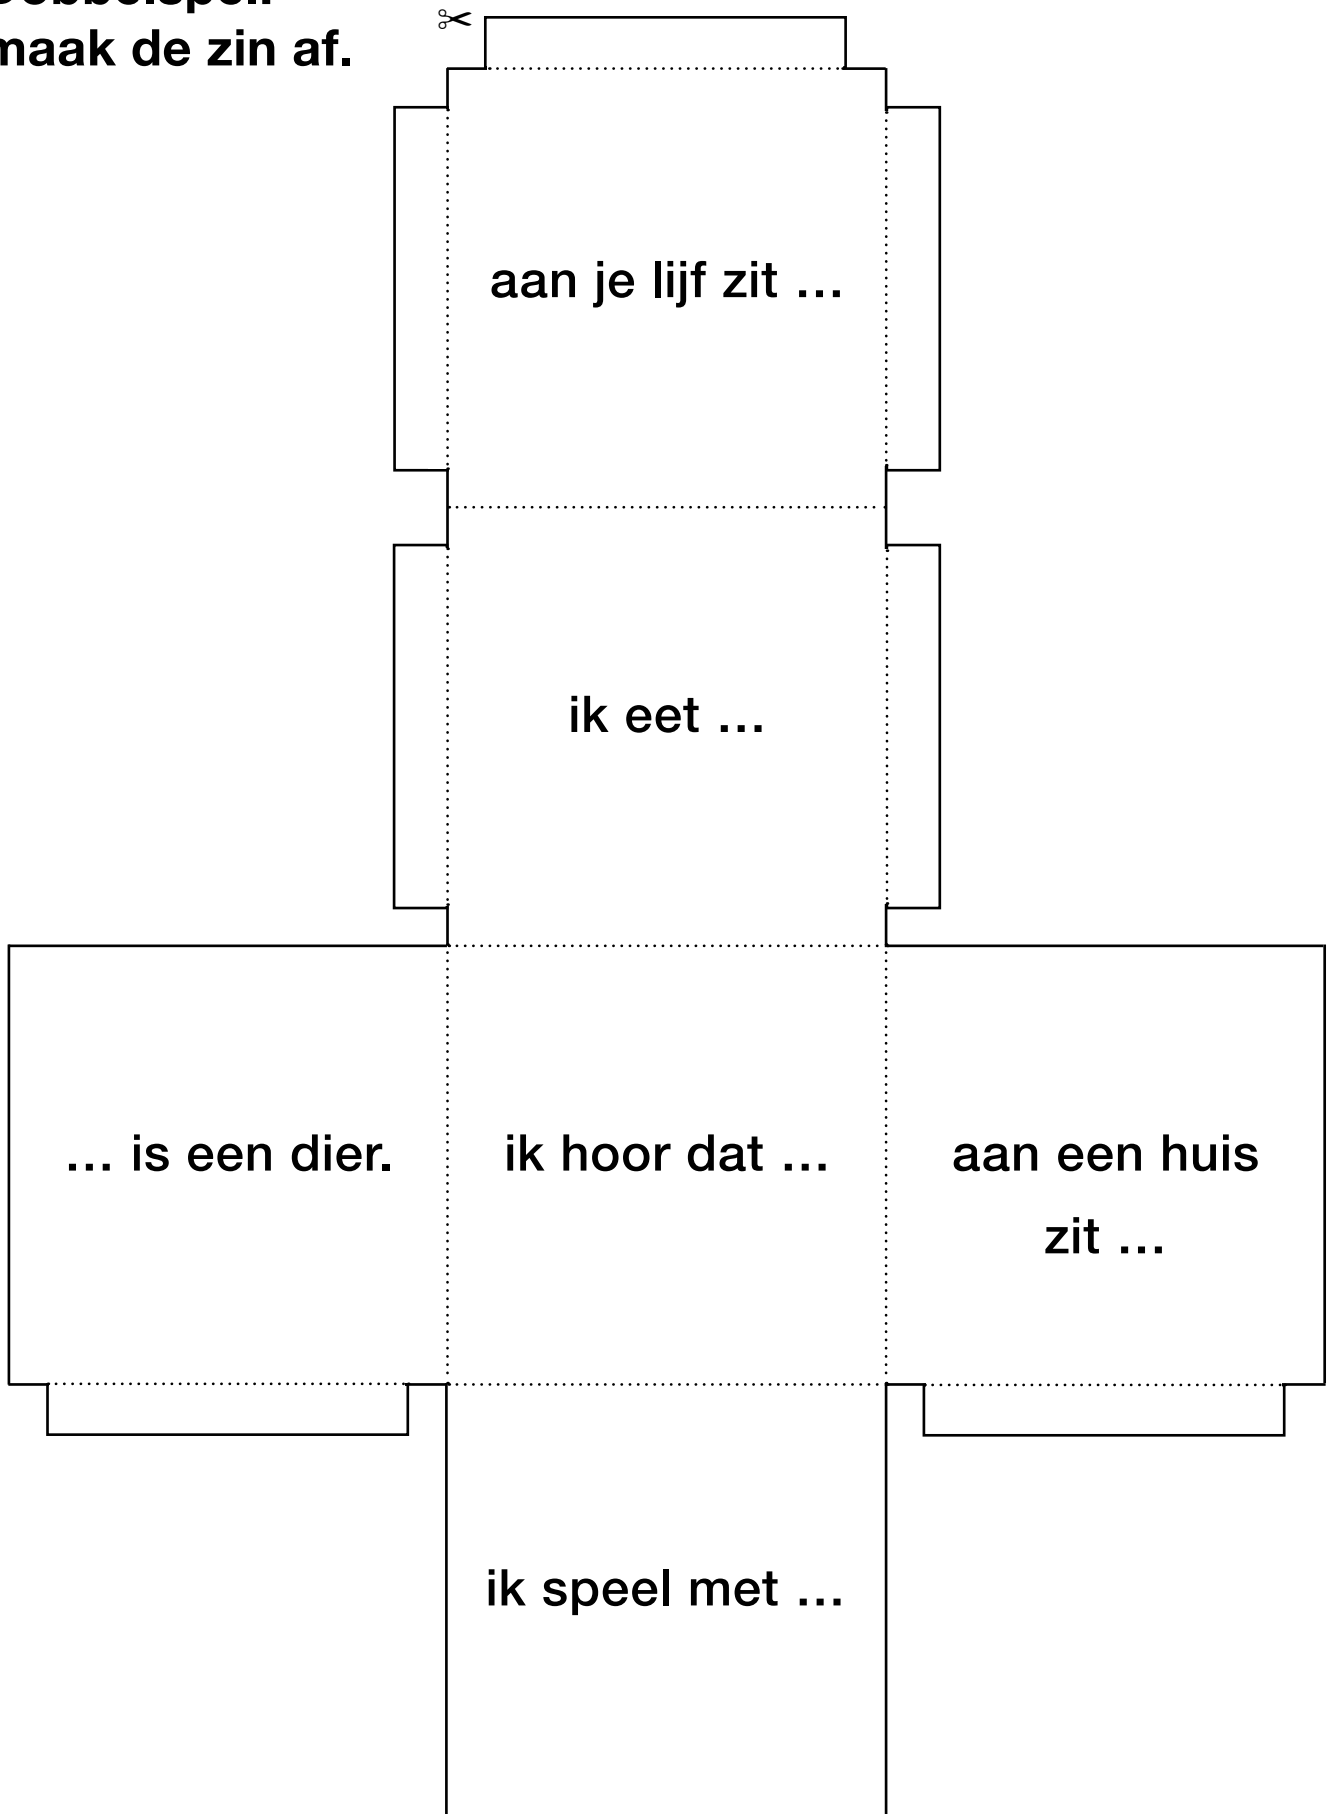 maak de zin af.
aan je lijf zit ...
ik eet ...
... is een dier.
ik hoor dat ...
aan een huis
zit ...
ik speel met ...